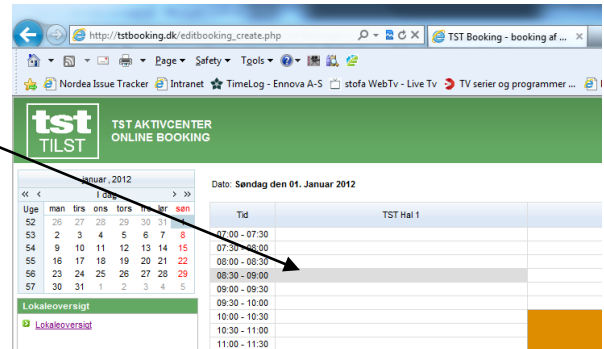 http://tstbooking.dk/editbooking_create.php
TST Booking - booking af ...
Page Safety Tools
Nordea Issue Tracker Intranet TimeLog - Ennova A-S stofa WebTv - Live Tv TV serier og programmer ...
tst
TILST
TST AKTIVCENTER
ONLINE BOOKING
januar, 2012
« < I dag > »
Uge man tirs ons tors fre lør søn
52 26 27 28 29 30 31 1
53 2 3 4 5 6 7 8
54 9 10 11 12 13 14 15
55 16 17 18 19 20 21 22
56 23 24 25 26 27 28 29
57 30 31 1 2 3 4 5
Lokaleoversigt
Lokaleoversigt
Dato: Søndag den 01. Januar 2012
Tid TST Hal 1
07:00 - 07:30
07:30 - 08:00
08:00 - 08:30
08:30 - 09:00
09:00 - 09:30
09:30 - 10:00
10:00 - 10:30
10:30 - 11:00
11:00 - 11:30